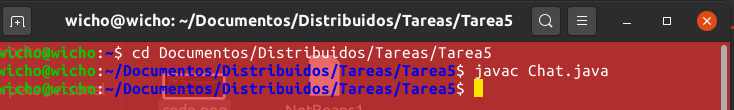 wicho@wicho: ~/Documentos/Distribuidos/Tareas/Tarea5
wicho@wicho:~$ cd Documentos/Distribuidos/Tareas/Tarea5
wicho@wicho:~/Documentos/Distribuidos/Tareas/Tarea5$ javac Chat.java
wicho@wicho:~/Documentos/Distribuidos/Tareas/Tarea5$
NetBeans1